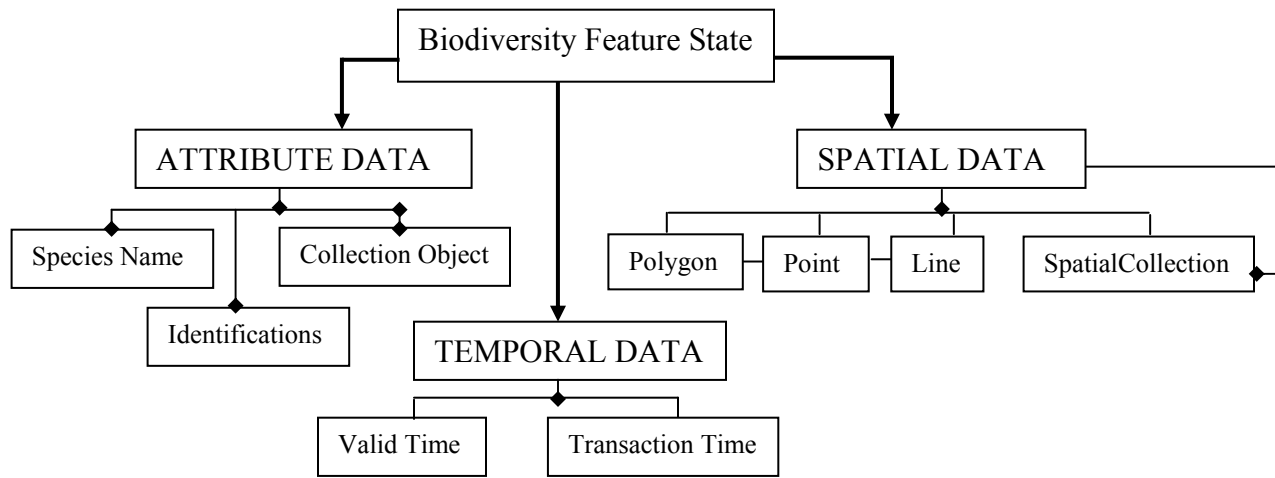 Biodiversity Feature State
ATTRIBUTE DATA
SPATIAL DATA
Species Name
Collection Object
Identifications
Polygon
Point
Line
SpatialCollection
TEMPORAL DATA
Valid Time
Transaction Time